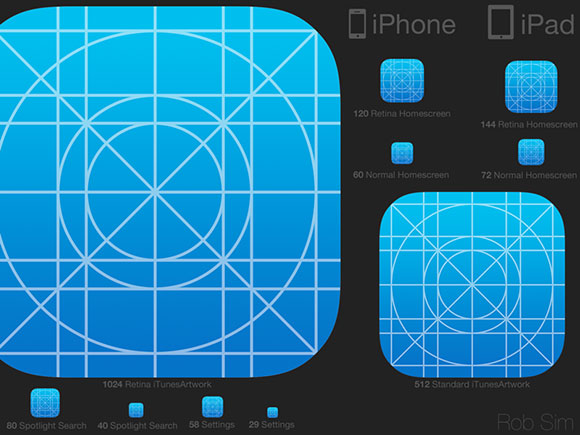 iPhone
iPad
120 Retina Homescreen
144 Retina Homescreen
60 Normal Homescreen
72 Normal Homescreen
1024 Retina iTunesArtwork
512 Standard iTunesArtwork
80 Spotlight Search
40 Spotlight Search
58 Settings
29 Settings
Rob Sim